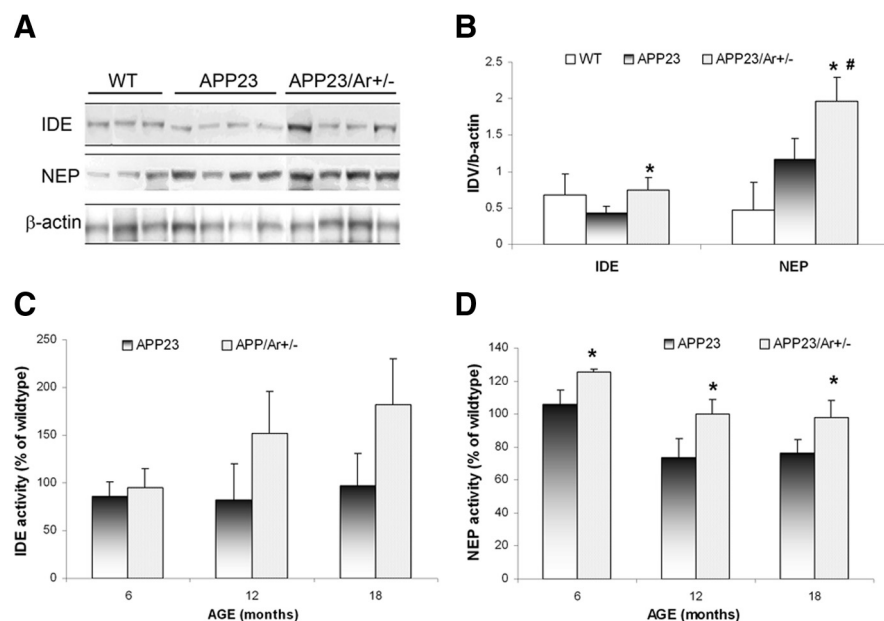 A
WT APP23 APP23/Ar+/-
IDE
NEP
β-actin
B
WT APP23 APP23/Ar+/-
IDV/b-actin
2.5
2
1.5
1
0.5
0
* * #
IDE NEP
C
APP23 APP/Ar+/-
IDE activity (% of wildtype)
250
200
150
100
50
0
6 12 18
AGE (months)
D
APP23 APP23/Ar+/-
NEP activity (% of wildtype)
140
120
100
80
60
40
20
0
* * *
6 12 18
AGE (months)